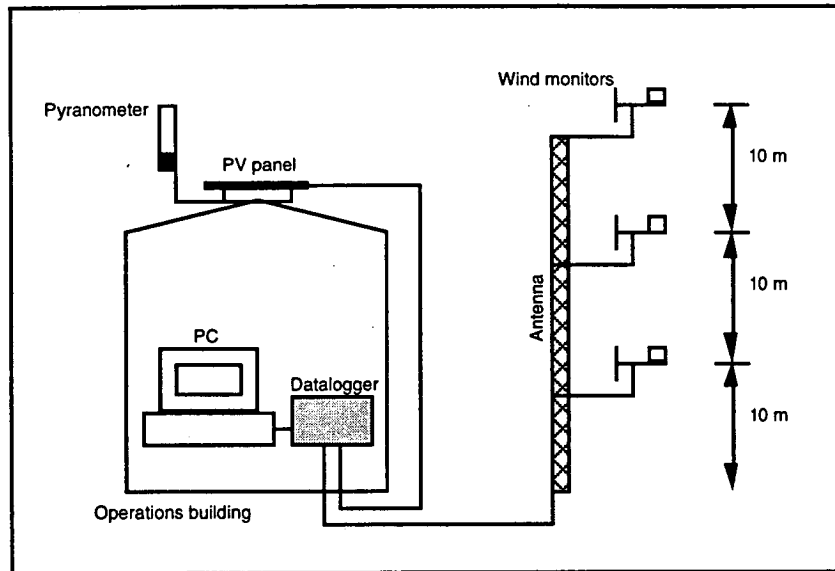 Wind monitors
Pyranometer
PV panel
10 m
10 m
Antenna
PC
Datalogger
10 m
Operations building